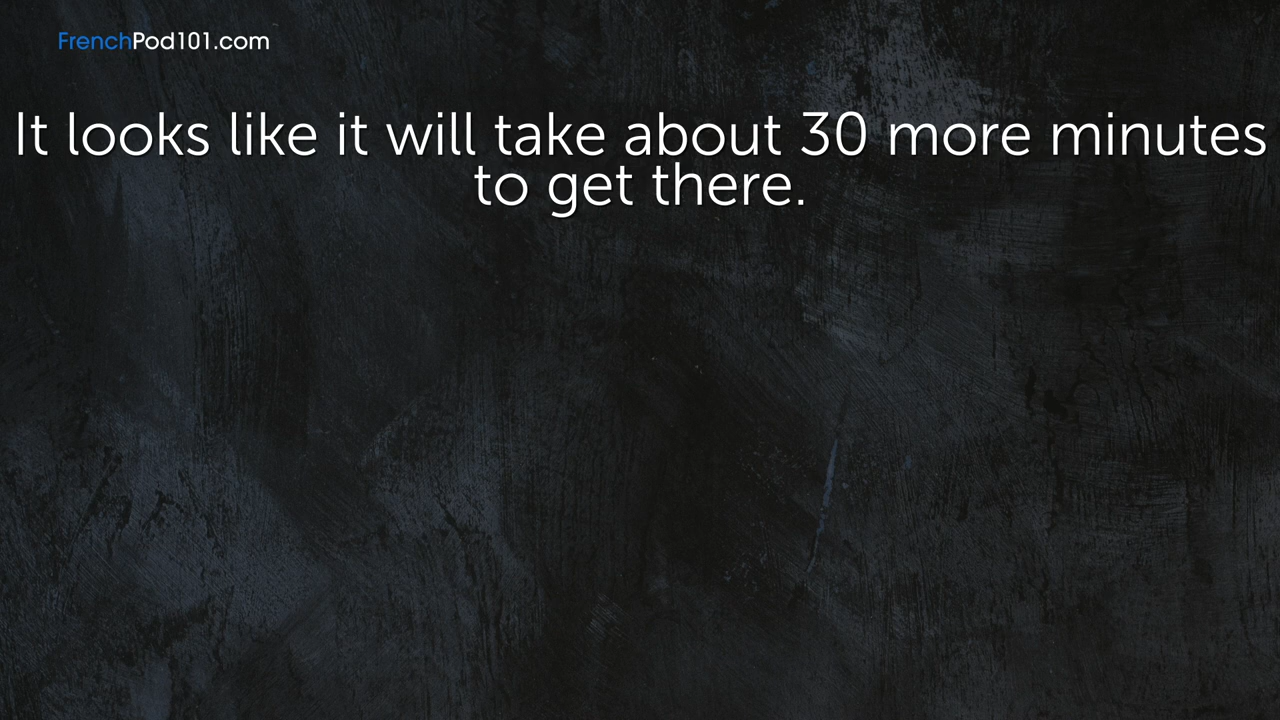 FrenchPod101.com
It looks like it will take about 30 more minutes
to get there.